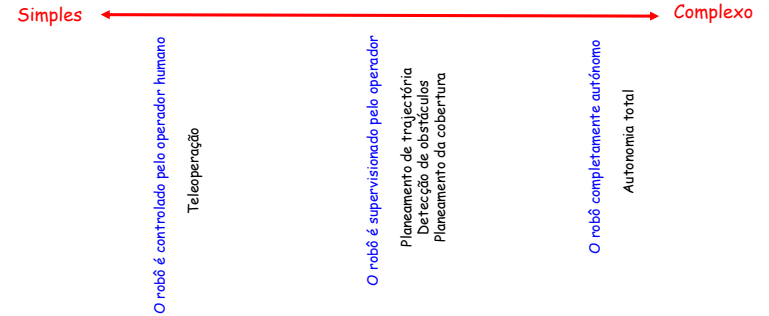 Simples
Complexo
O robô é controlado pelo operador humano
Teleoperação
O robô é supervisionado pelo operador
Planeamento de trajectória
Detecção de obstáculos
Planeamento da cobertura
O robô completamente autónomo
Autonomia total